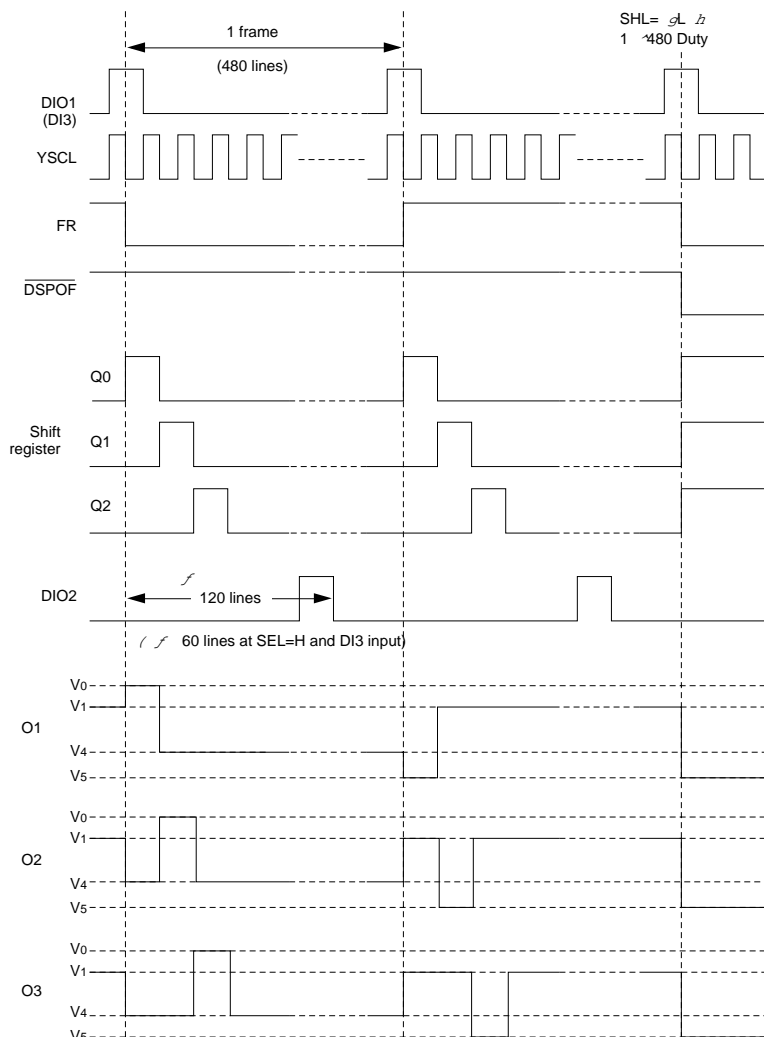 SHL= gL h
1 frame
1 ~480 Duty
(480 lines)
DIO1
(DI3)
YSCL
FR
DSPOF
Q0
Shift
register
Q1
Q2
f
DIO2
120 lines
( f 60 lines at SEL=H and DI3 input)
V0
V1
O1
V4
V5
V0
V1
O2
V4
V5
V0
V1
O3
V4
V5